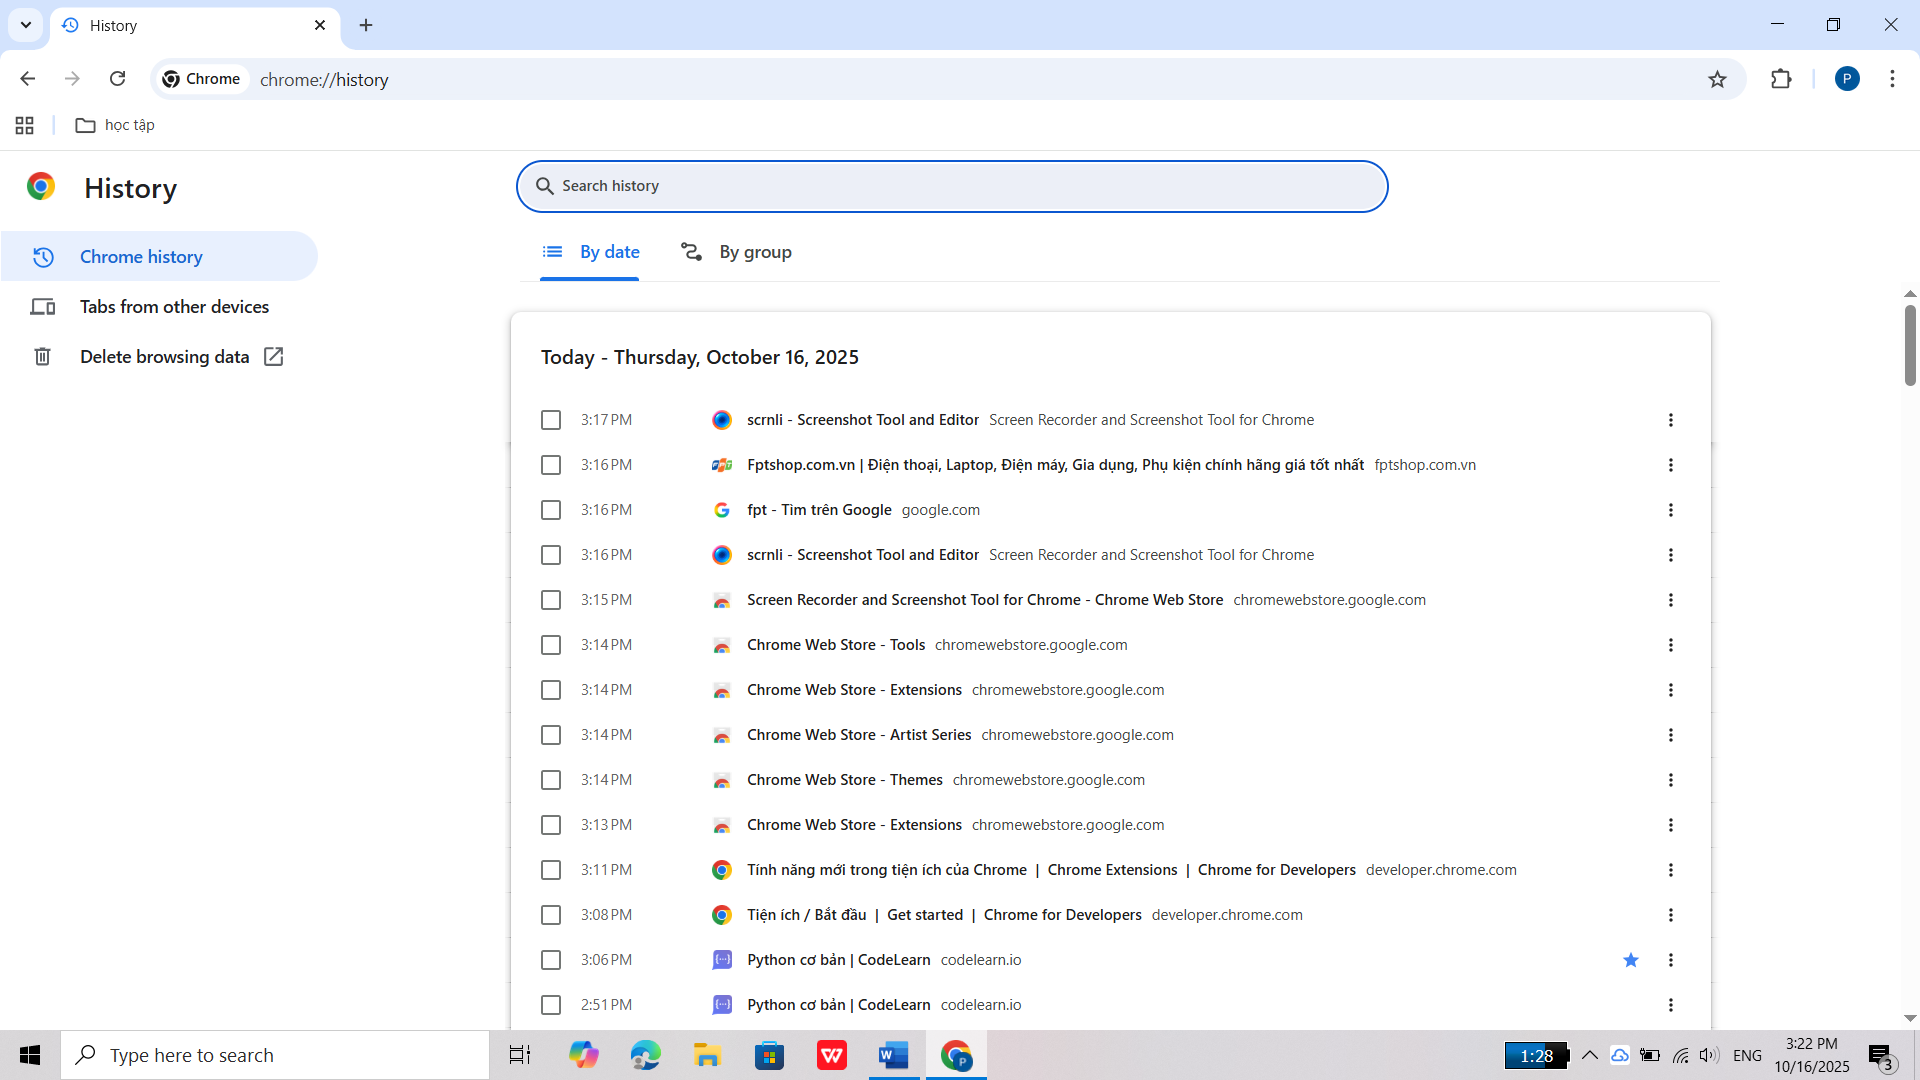 History
Chrome chrome://history
học tập
History
Search history
By date By group
Chrome history
Tabs from other devices
Delete browsing data
Today - Thursday, October 16, 2025
3:17 PM scrnli - Screenshot Tool and Editor Screen Recorder and Screenshot Tool for Chrome
3:16 PM Fptshop.com.vn | Điện thoại, Laptop, Điện máy, Gia dụng, Phụ kiện chính hãng giá tốt nhất fptshop.com.vn
3:16 PM fpt - Tìm trên Google google.com
3:16 PM scrnli - Screenshot Tool and Editor Screen Recorder and Screenshot Tool for Chrome
3:15 PM Screen Recorder and Screenshot Tool for Chrome - Chrome Web Store chromewebstore.google.com
3:14 PM Chrome Web Store - Tools chromewebstore.google.com
3:14 PM Chrome Web Store - Extensions chromewebstore.google.com
3:14 PM Chrome Web Store - Artist Series chromewebstore.google.com
3:14 PM Chrome Web Store - Themes chromewebstore.google.com
3:13 PM Chrome Web Store - Extensions chromewebstore.google.com
3:11 PM Tính năng mới trong tiện ích của Chrome | Chrome Extensions | Chrome for Developers developer.chrome.com
3:08 PM Tiện ích / Bắt đầu | Get started | Chrome for Developers developer.chrome.com
3:06 PM Python cơ bản | CodeLearn codelearn.io
2:51 PM Python cơ bản | CodeLearn codelearn.io
Type here to search
1:28 ENG 3:22 PM
10/16/2025 3